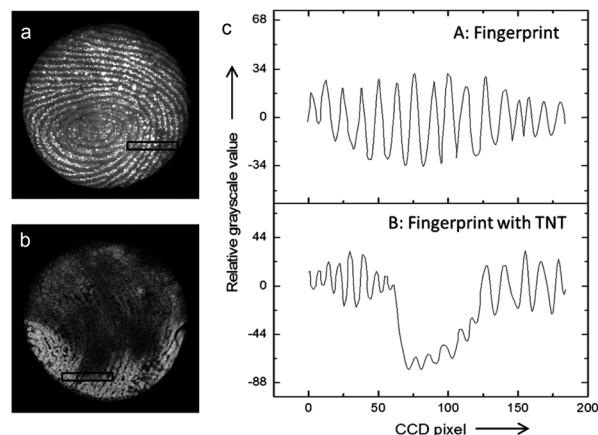 a
b
c
A: Fingerprint
68
34
0
-34
B: Fingerprint with TNT
44
0
-44
-88
Relative grayscale value
0 50 100 150 200
CCD pixel